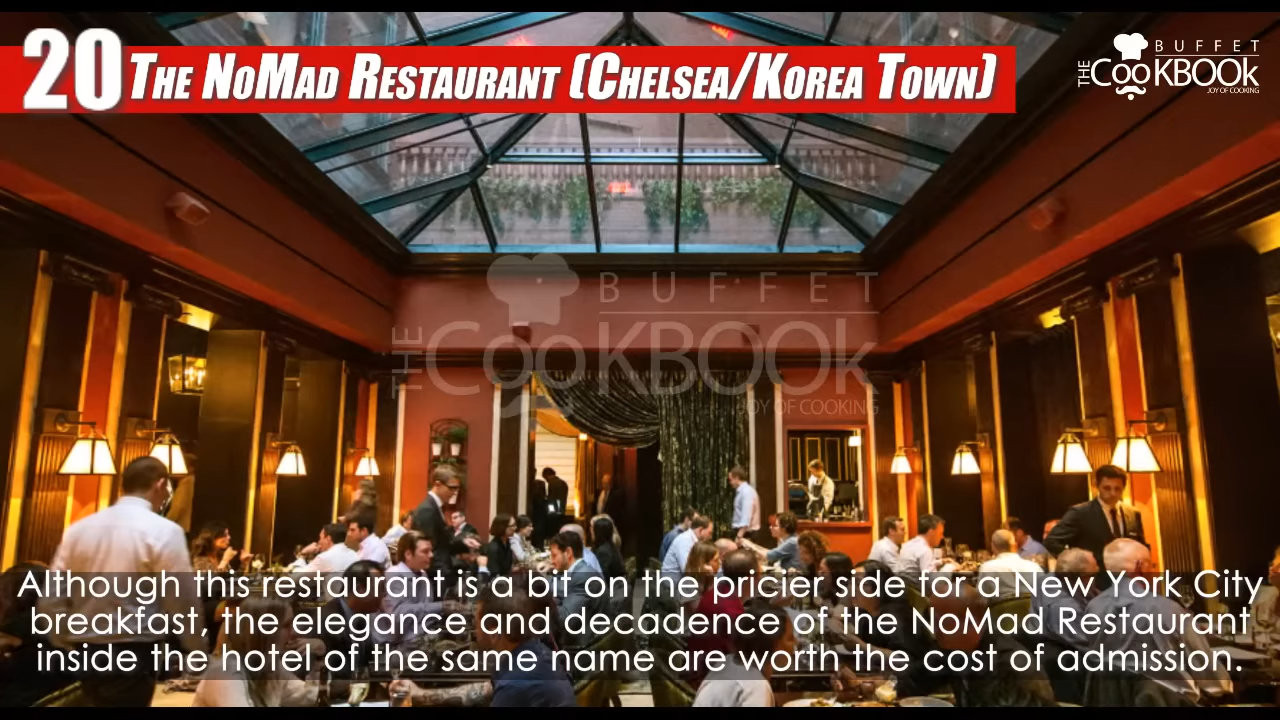 20 The NoMad Restaurant (Chelsea/Korea Town)
BUFFET
THE CooKBOOK
JOY OF COOKING
BUFFET
THE CooKBOOk
JOY OF COOKING
Although this restaurant is a bit on the pricier side for a New York City
breakfast, the elegance and decadence of the NoMad Restaurant
inside the hotel of the same name are worth the cost of admission.